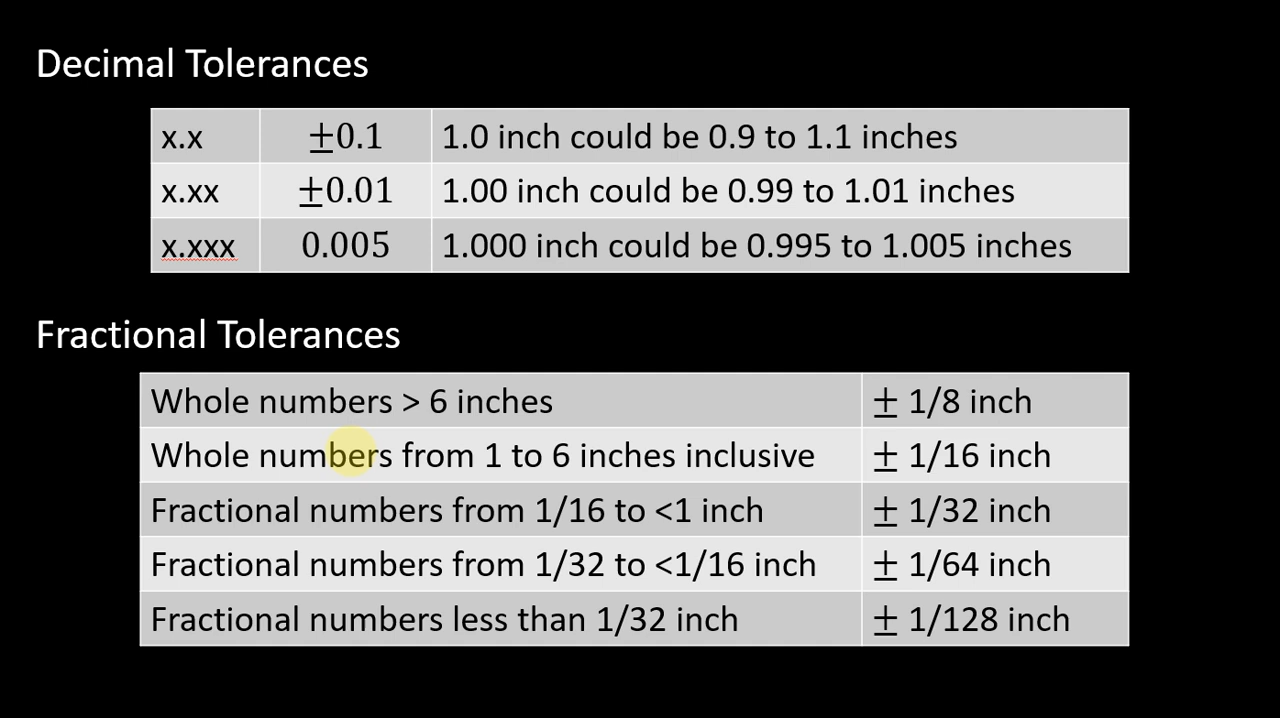 Decimal Tolerances
x.x ±0.1 1.0 inch could be 0.9 to 1.1 inches
x.xx ±0.01 1.00 inch could be 0.99 to 1.01 inches
x.xxx 0.005 1.000 inch could be 0.995 to 1.005 inches
Fractional Tolerances
Whole numbers > 6 inches ± 1/8 inch
Whole numbers from 1 to 6 inches inclusive ± 1/16 inch
Fractional numbers from 1/16 to <1 inch ± 1/32 inch
Fractional numbers from 1/32 to <1/16 inch ± 1/64 inch
Fractional numbers less than 1/32 inch ± 1/128 inch